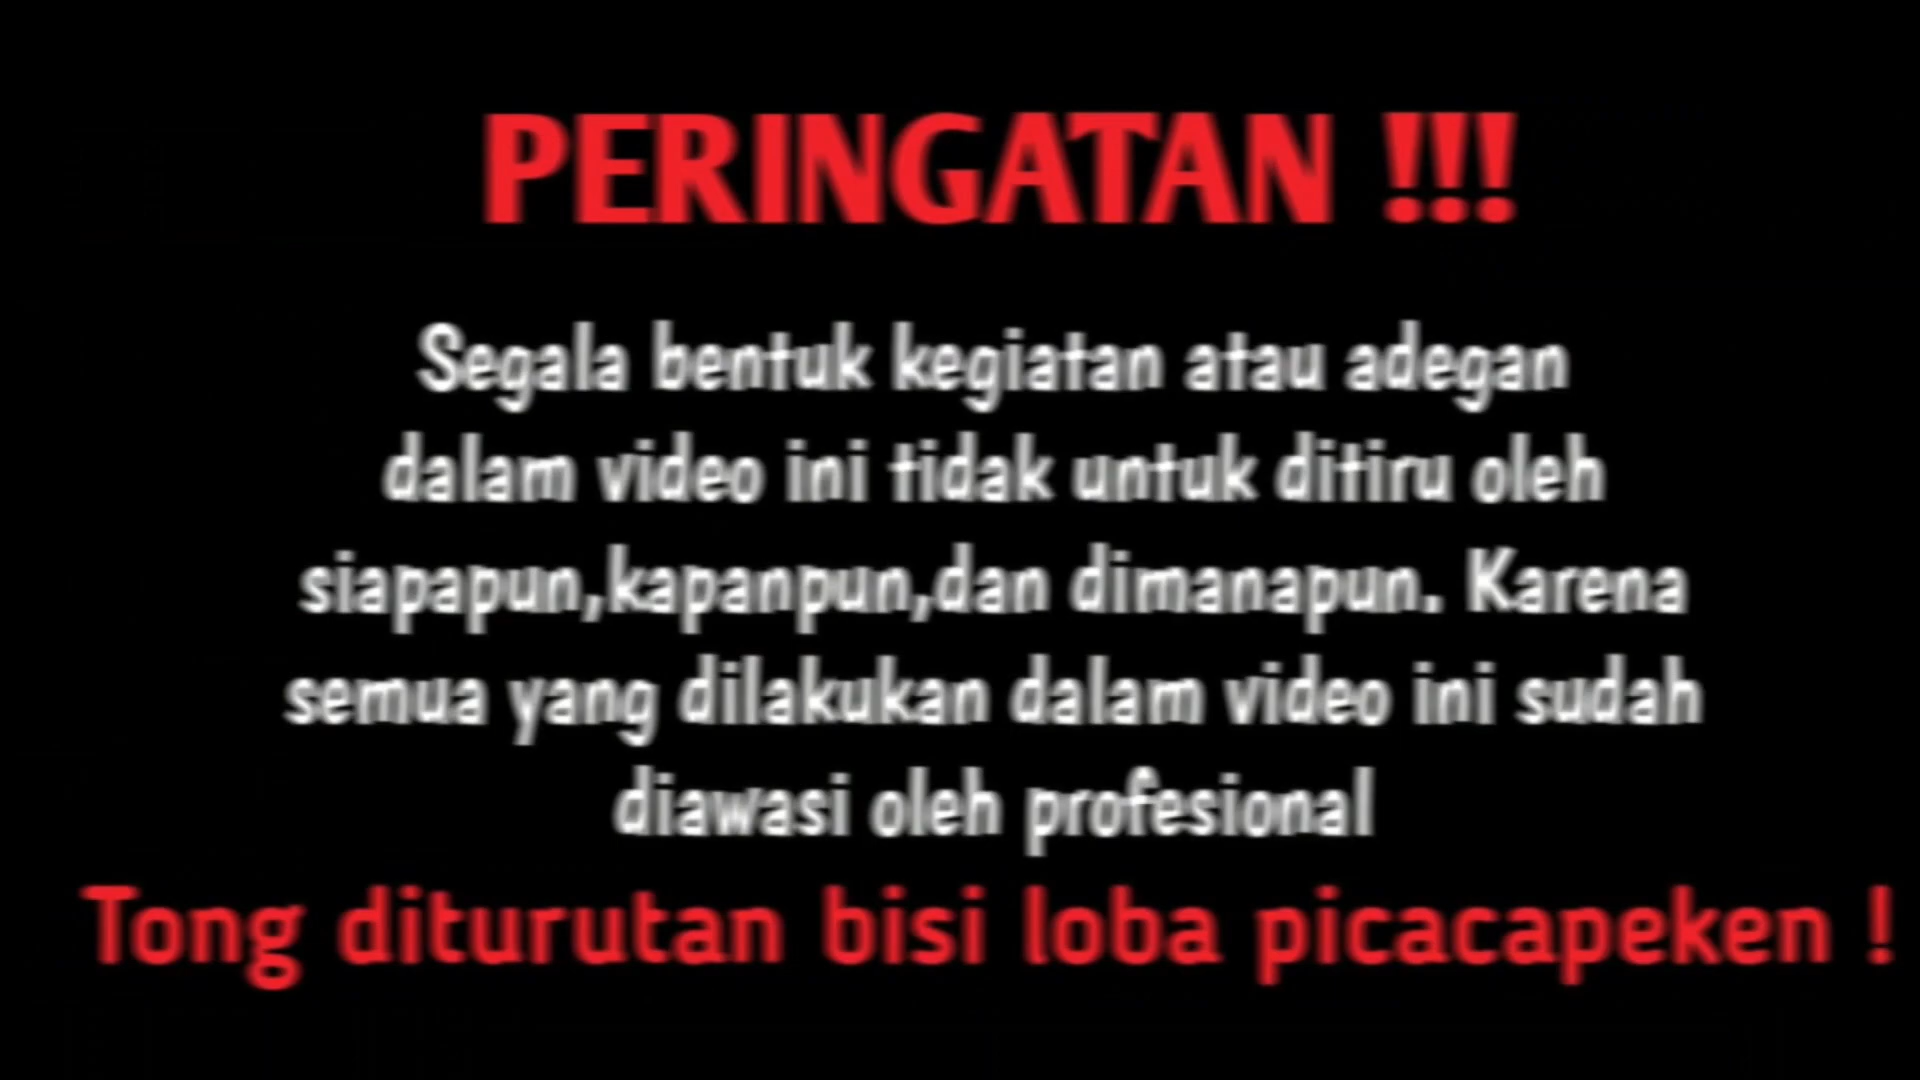 PERINGATAN !!!
Segala bentuk kegiatan atau adegan
dalam video ini tidak untuk ditiru oleh
siapapun,kapanpun,dan dimanapun. Karena
semua yang dilakukan dalam video ini sudah
diawasi oleh profesional
Tong diturutan bisi loba picacapeken !